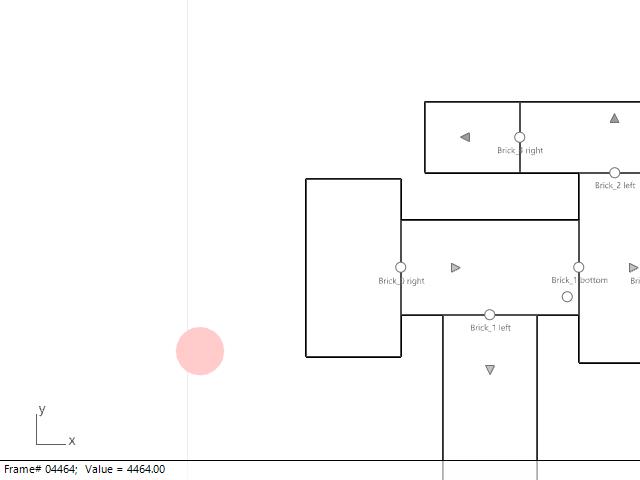 Brick_3 right
Brick_2 left
Brick_0 right
Brick_1 bottom
Bri
Brick_1 left
y
x
Frame# 04464; Value = 4464.00